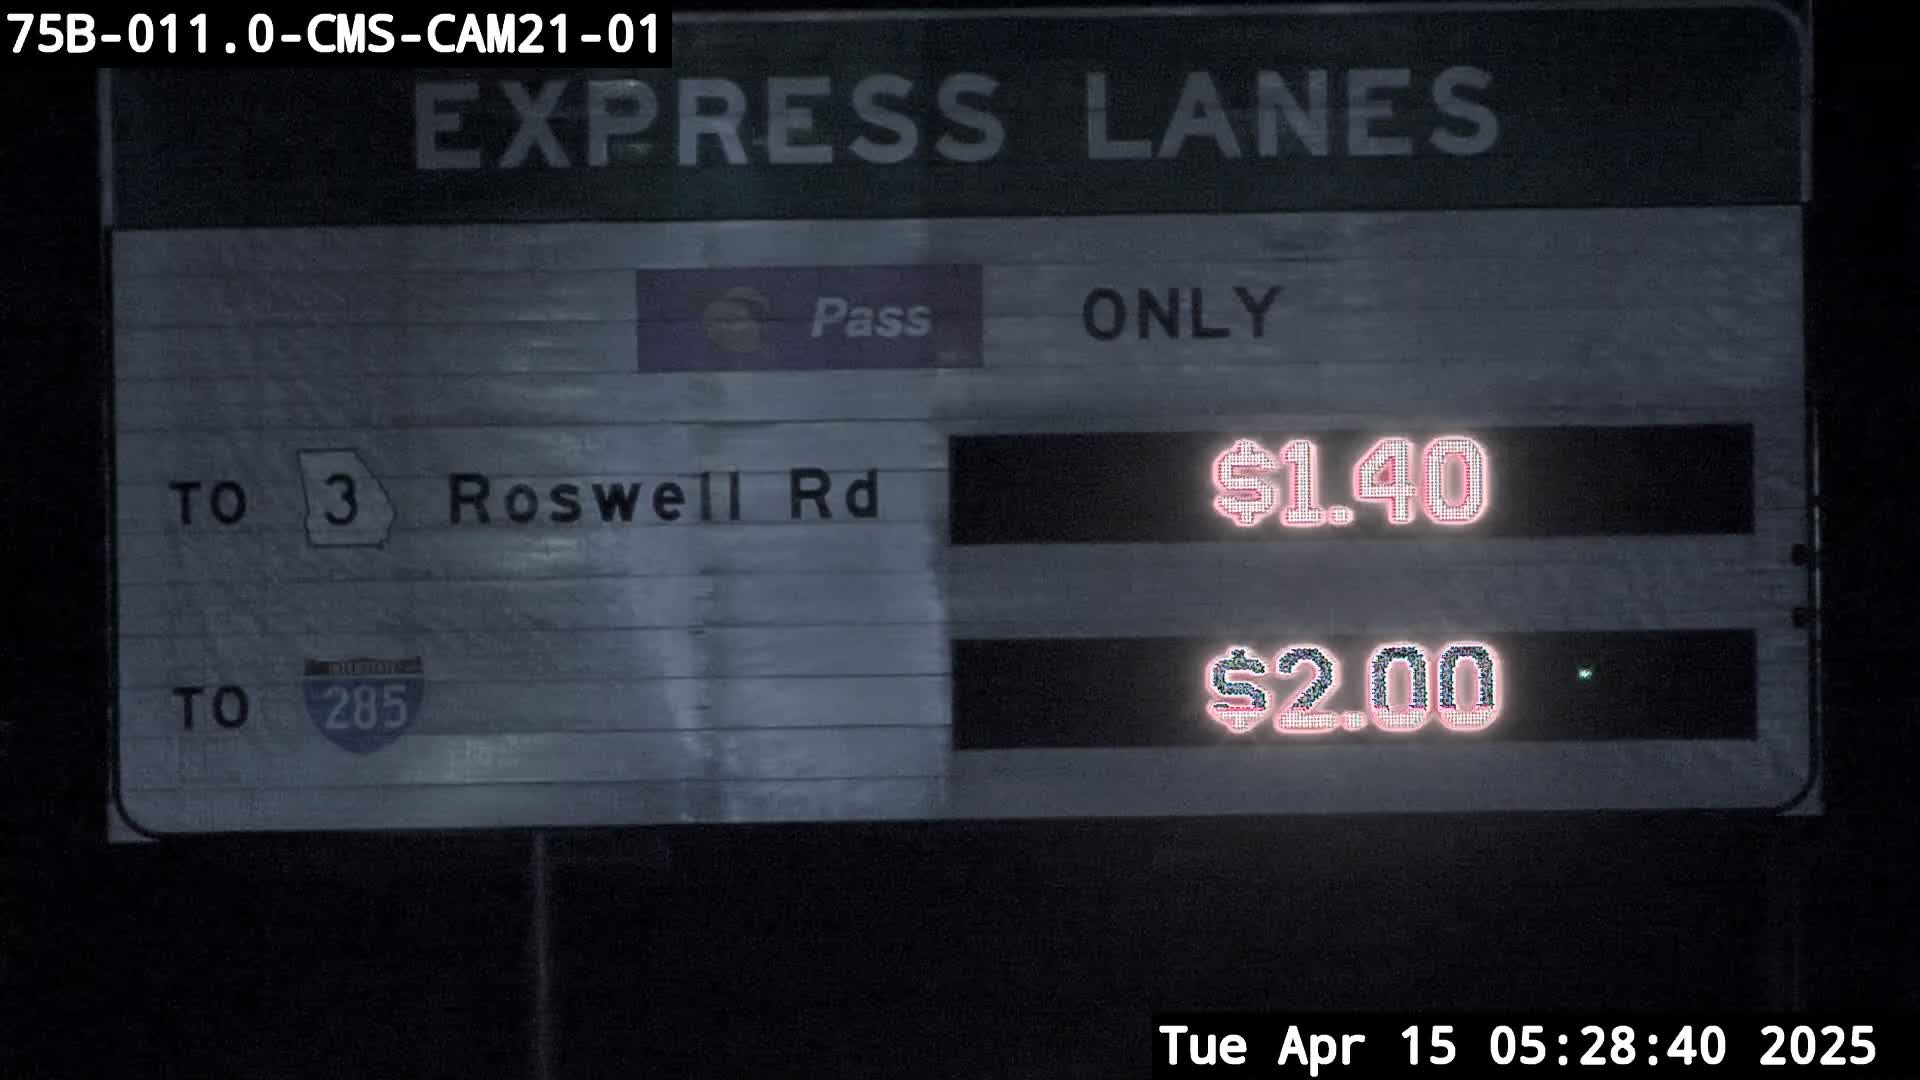 75B-011.0-CMS-CAM21-01
EXPRESS LANES
Pass ONLY
TO 3 Roswell Rd $1.40
TO 285 $2.00
Tue Apr 15 05:28:40 2025